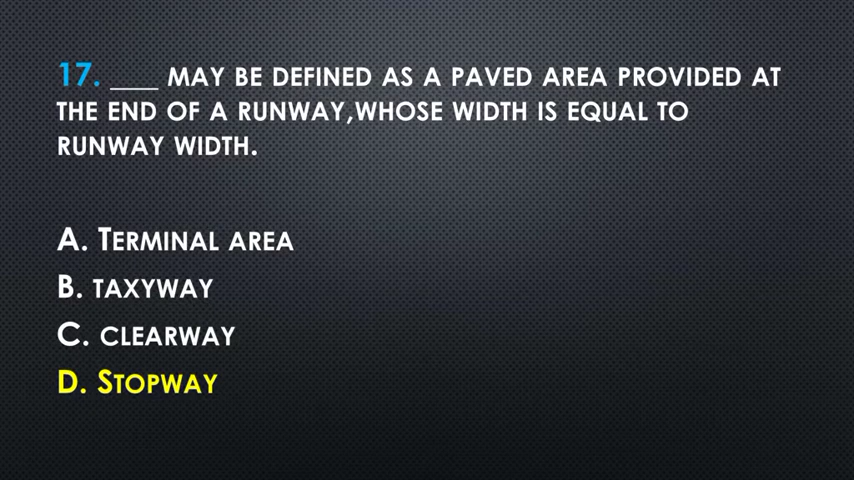 17. ____ MAY BE DEFINED AS A PAVED AREA PROVIDED AT
THE END OF A RUNWAY,WHOSE WIDTH IS EQUAL TO
RUNWAY WIDTH.
A. TERMINAL AREA
B. TAXYWAY
C. CLEARWAY
D. STOPWAY